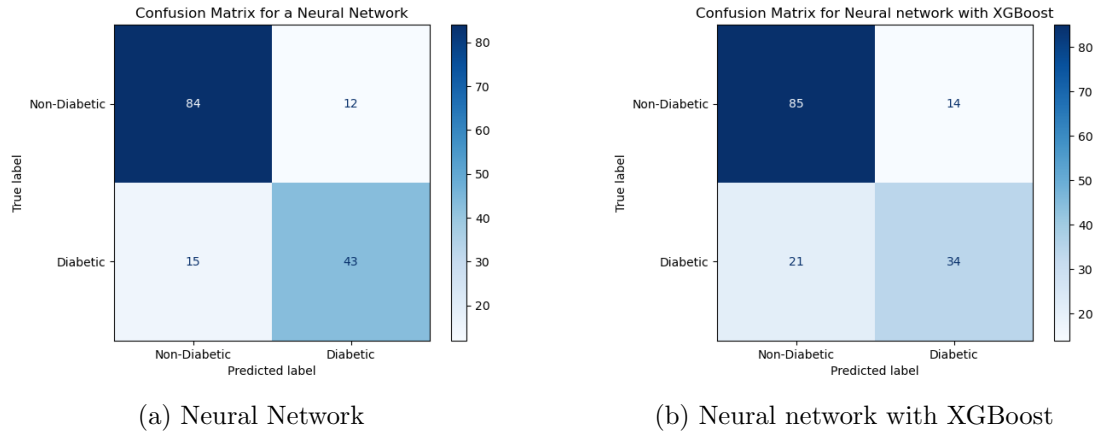 Confusion Matrix for a Neural Network
Non-Diabetic
Diabetic
True label
84 12
15 43
Non-Diabetic Diabetic
Predicted label
80
70
60
50
40
30
20
(a) Neural Network
Confusion Matrix for Neural network with XGBoost
Non-Diabetic
Diabetic
True label
85 14
21 34
Non-Diabetic Diabetic
Predicted label
80
70
60
50
40
30
20
(b) Neural network with XGBoost